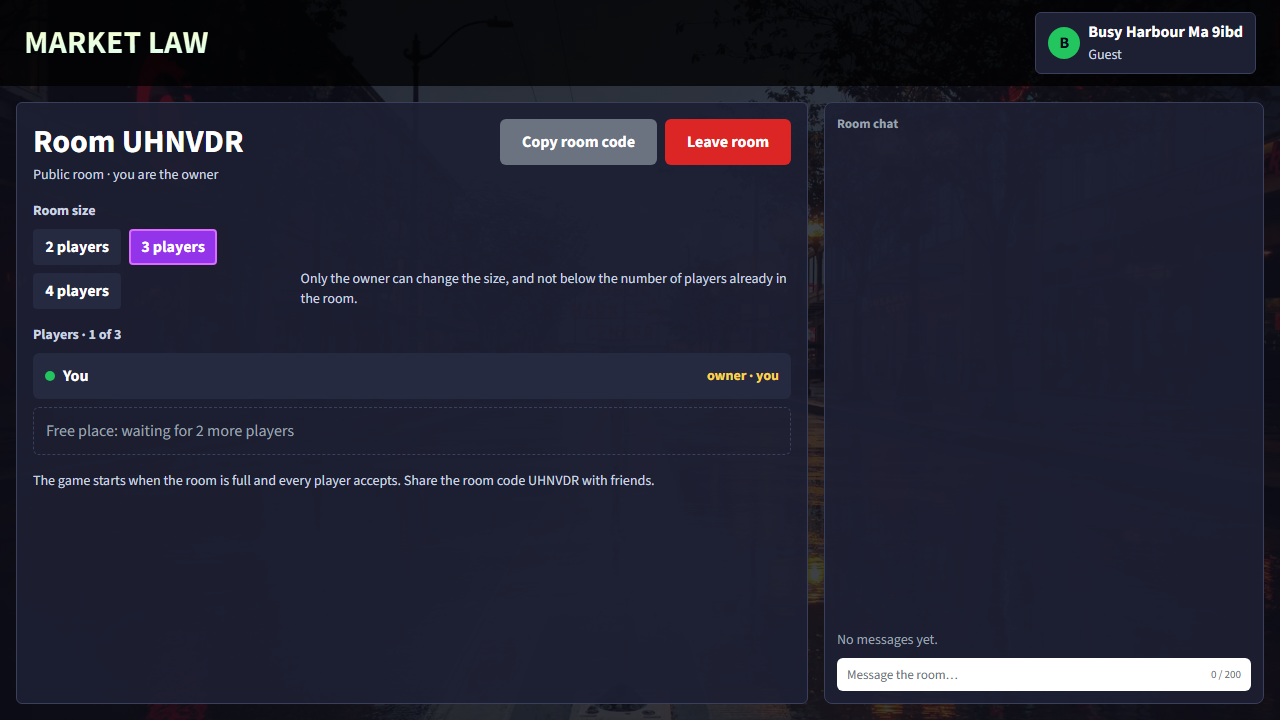 MARKET LAW
B
Busy Harbour Ma 9ibd
Guest
Room UHNVDR
Copy room code
Leave room
Public room · you are the owner
Room size
2 players
3 players
4 players
Only the owner can change the size, and not below the number of players already in
the room.
Players · 1 of 3
You
owner · you
Free place: waiting for 2 more players
The game starts when the room is full and every player accepts. Share the room code UHNVDR with friends.
Room chat
No messages yet.
Message the room…
0 / 200